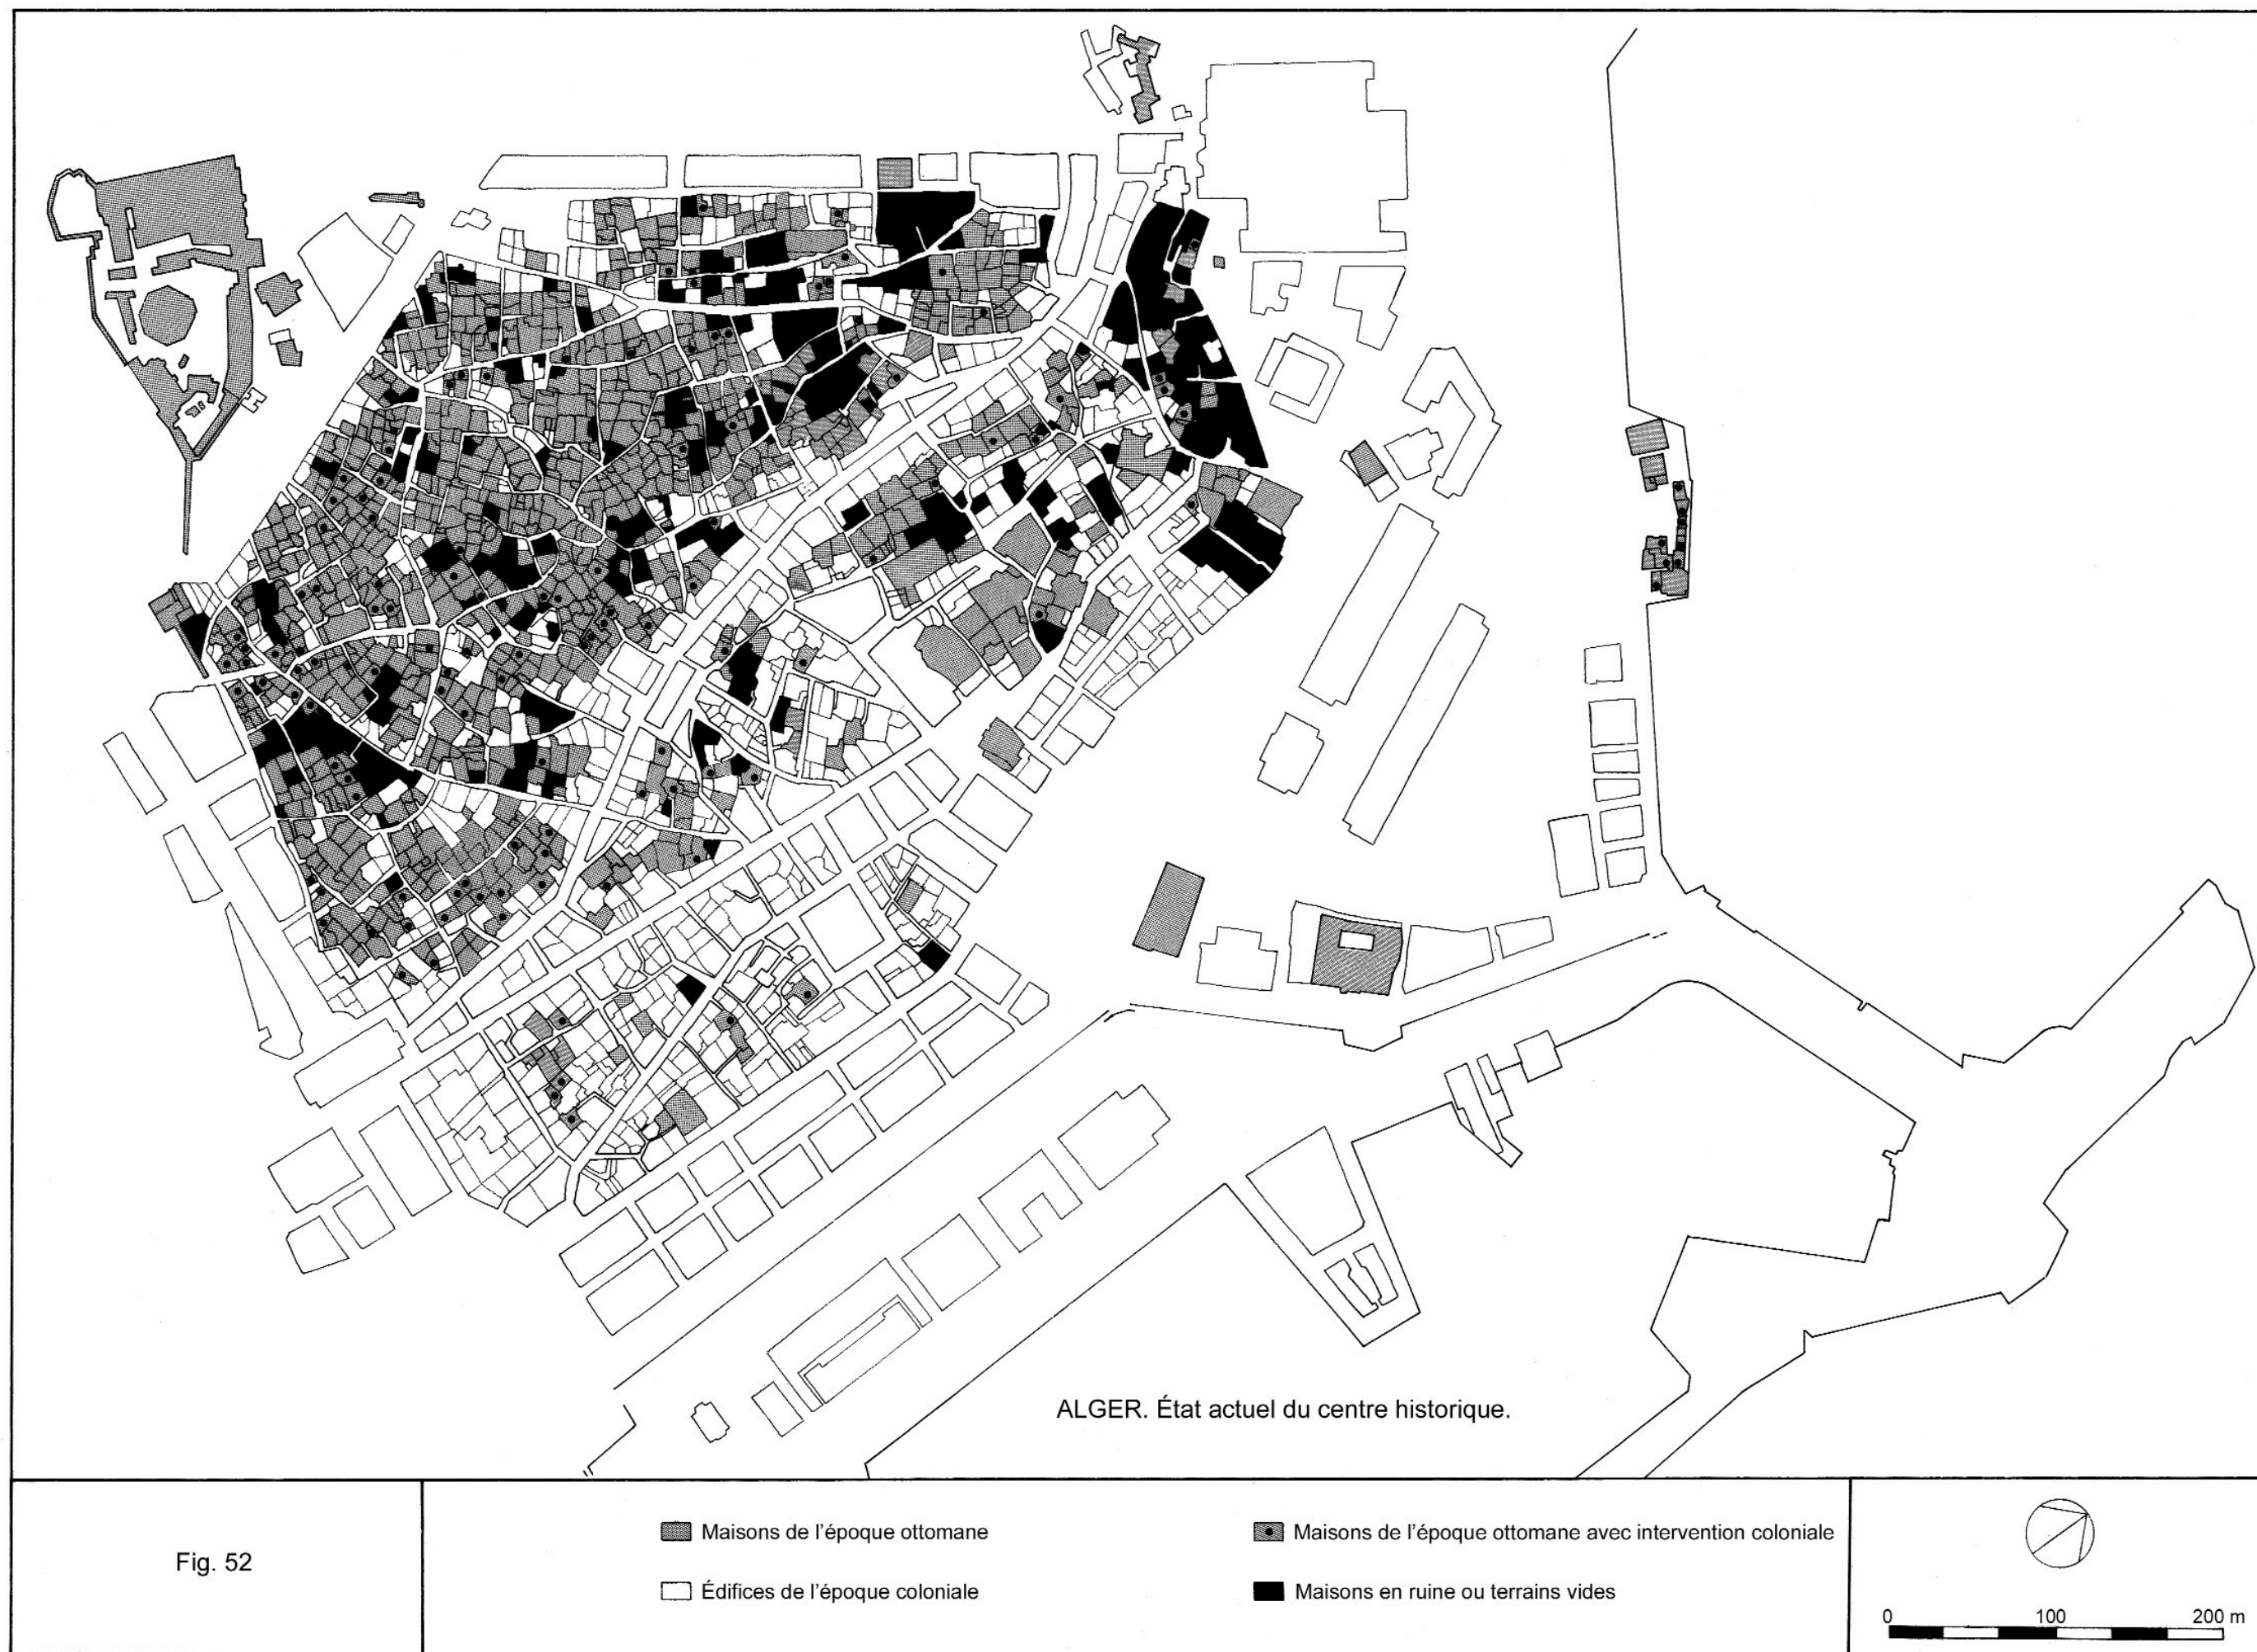 ALGER. État actuel du centre historique.
Fig. 52
Maisons de l'époque ottomane
Maisons de l'époque ottomane avec intervention coloniale
Édifices de l'époque coloniale
Maisons en ruine ou terrains vides
0 100 200 m